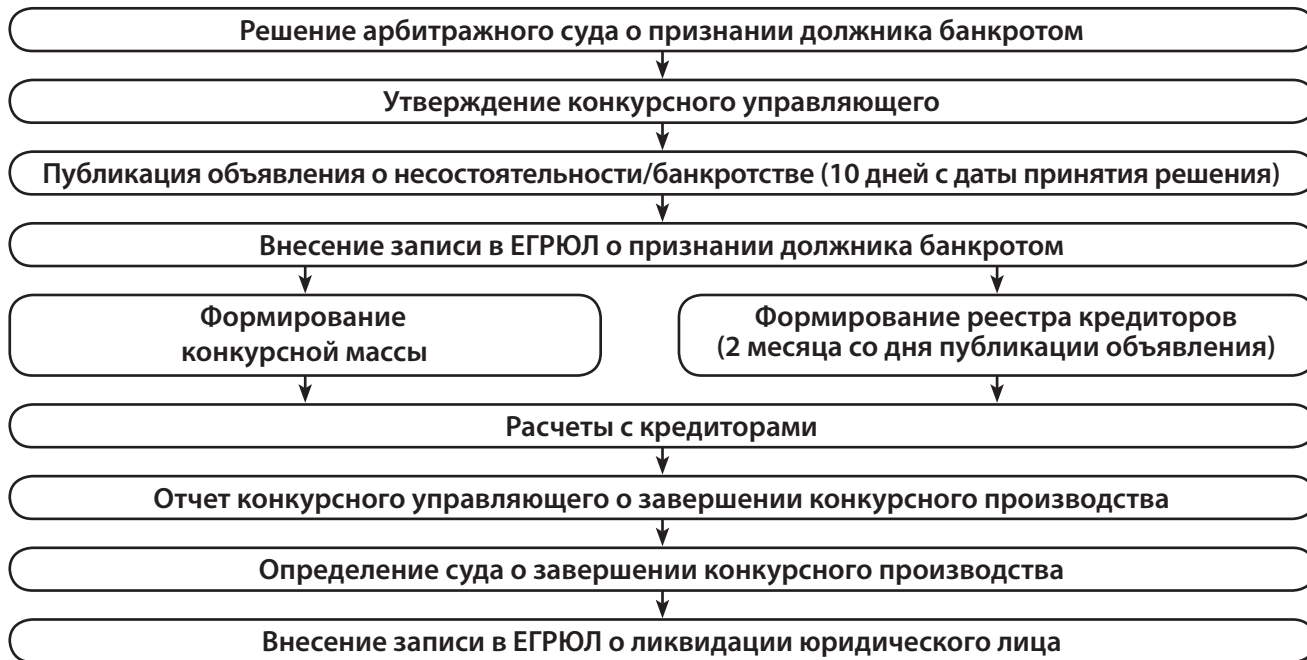 Решение арбитражного суда о признании должника банкротом
Утверждение конкурсного управляющего
Публикация объявления о несостоятельности/банкротстве (10 дней с даты принятия решения)
Внесение записи в ЕГРЮЛ о признании должника банкротом
Формирование
конкурсной массы
Формирование реестра кредиторов
(2 месяца со дня публикации объявления)
Расчеты с кредиторами
Отчет конкурсного управляющего о завершении конкурсного производства
Определение суда о завершении конкурсного производства
Внесение записи в ЕГРЮЛ о ликвидации юридического лица